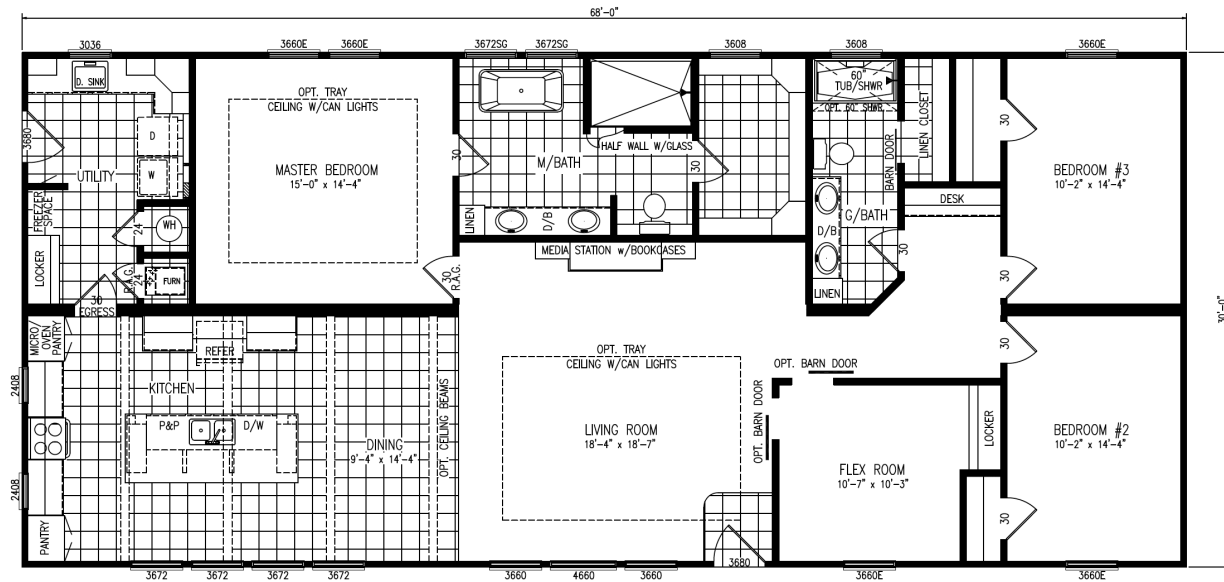 68'-0"
3036
3660E
3660E
3672SG
3672SG
3608
3608
3660E
D. SINK
3680
D
W
UTILITY
FREEZER SPACE
LOCKER
24
WH
R.A.G.
24
FURN
30
EGRESS
OPT. TRAY
CEILING W/CAN LIGHTS
MASTER BEDROOM
15'-0" x 14'-4"
30
R.A.G.
30
M/BATH
HALF WALL W/GLASS
30
LINEN
D/B
MEDIA STATION w/BOOKCASES
60"
TUB/SHWR
OPT. 60" SHWR
BARN DOOR
LINEN CLOSET
G/BATH
D/B
30
LINEN
DESK
30
BEDROOM #3
10'-2" x 14'-4"
30
30'-0"
MICRO/
OVEN
PANTRY
2408
REFER
KITCHEN
P&P
D/W
2408
PANTRY
DINING
9'-4" x 14'-4"
OPT. CEILING BEAMS
OPT. TRAY
CEILING W/CAN LIGHTS
LIVING ROOM
18'-4" x 18'-7"
OPT. BARN DOOR
OPT. BARN DOOR
FLEX ROOM
10'-7" x 10'-3"
LOCKER
30
BEDROOM #2
10'-2" x 14'-4"
30
3672
3672
3672
3672
3660
4660
3660
3680
3660E
3660E